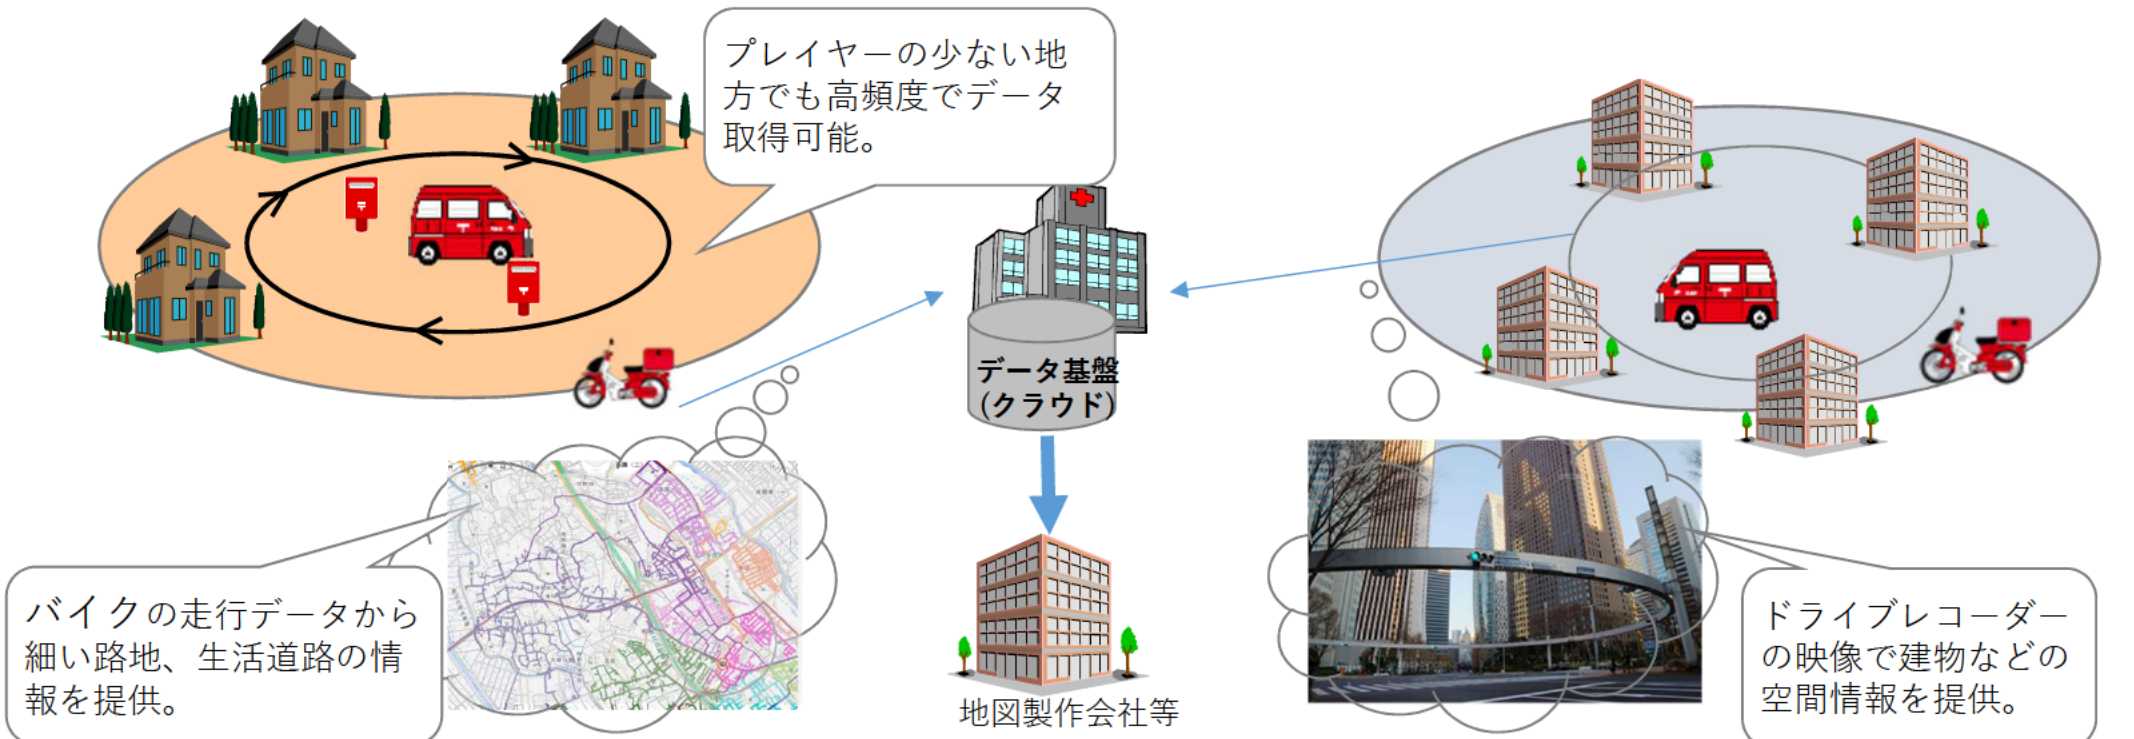 プレイヤーの少ない地
方でも高頻度でデータ
取得可能。
データ基盤
(クラウド)
バイクの走行データから
細い路地、生活道路の情
報を提供。
地図製作会社等
ドライブレコーダー
の映像で建物などの
空間情報を提供。